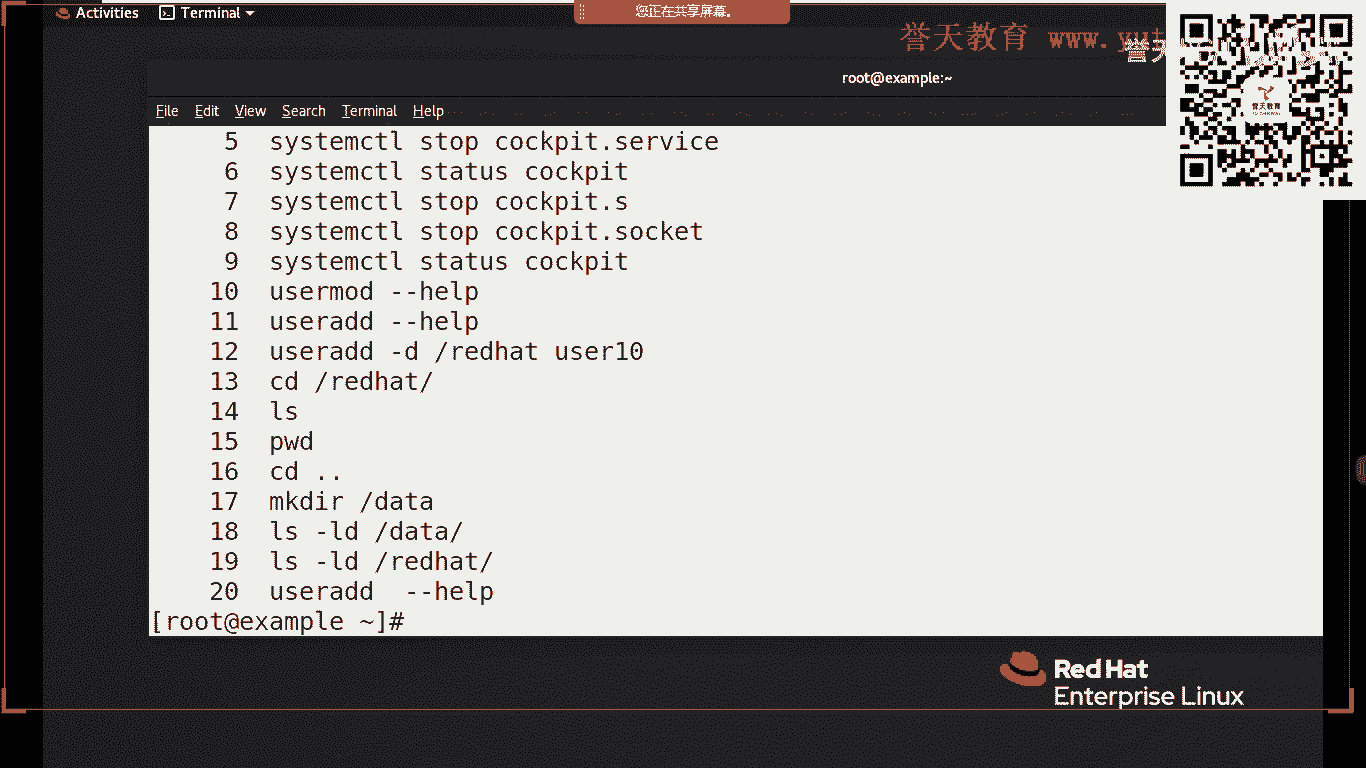 Activities Terminal
您正在共享屏幕。
誉天教育 www.yut
誉天
誉天教育
root@example:~
File Edit View Search Terminal Help
5 systemctl stop cockpit.service
6 systemctl status cockpit
7 systemctl stop cockpit.s
8 systemctl stop cockpit.socket
9 systemctl status cockpit
10 usermod --help
11 useradd --help
12 useradd -d /redhat user10
13 cd /redhat/
14 ls
15 pwd
16 cd ..
17 mkdir /data
18 ls -ld /data/
19 ls -ld /redhat/
20 useradd  --help
[root@example ~]#
Red Hat
Enterprise Linux